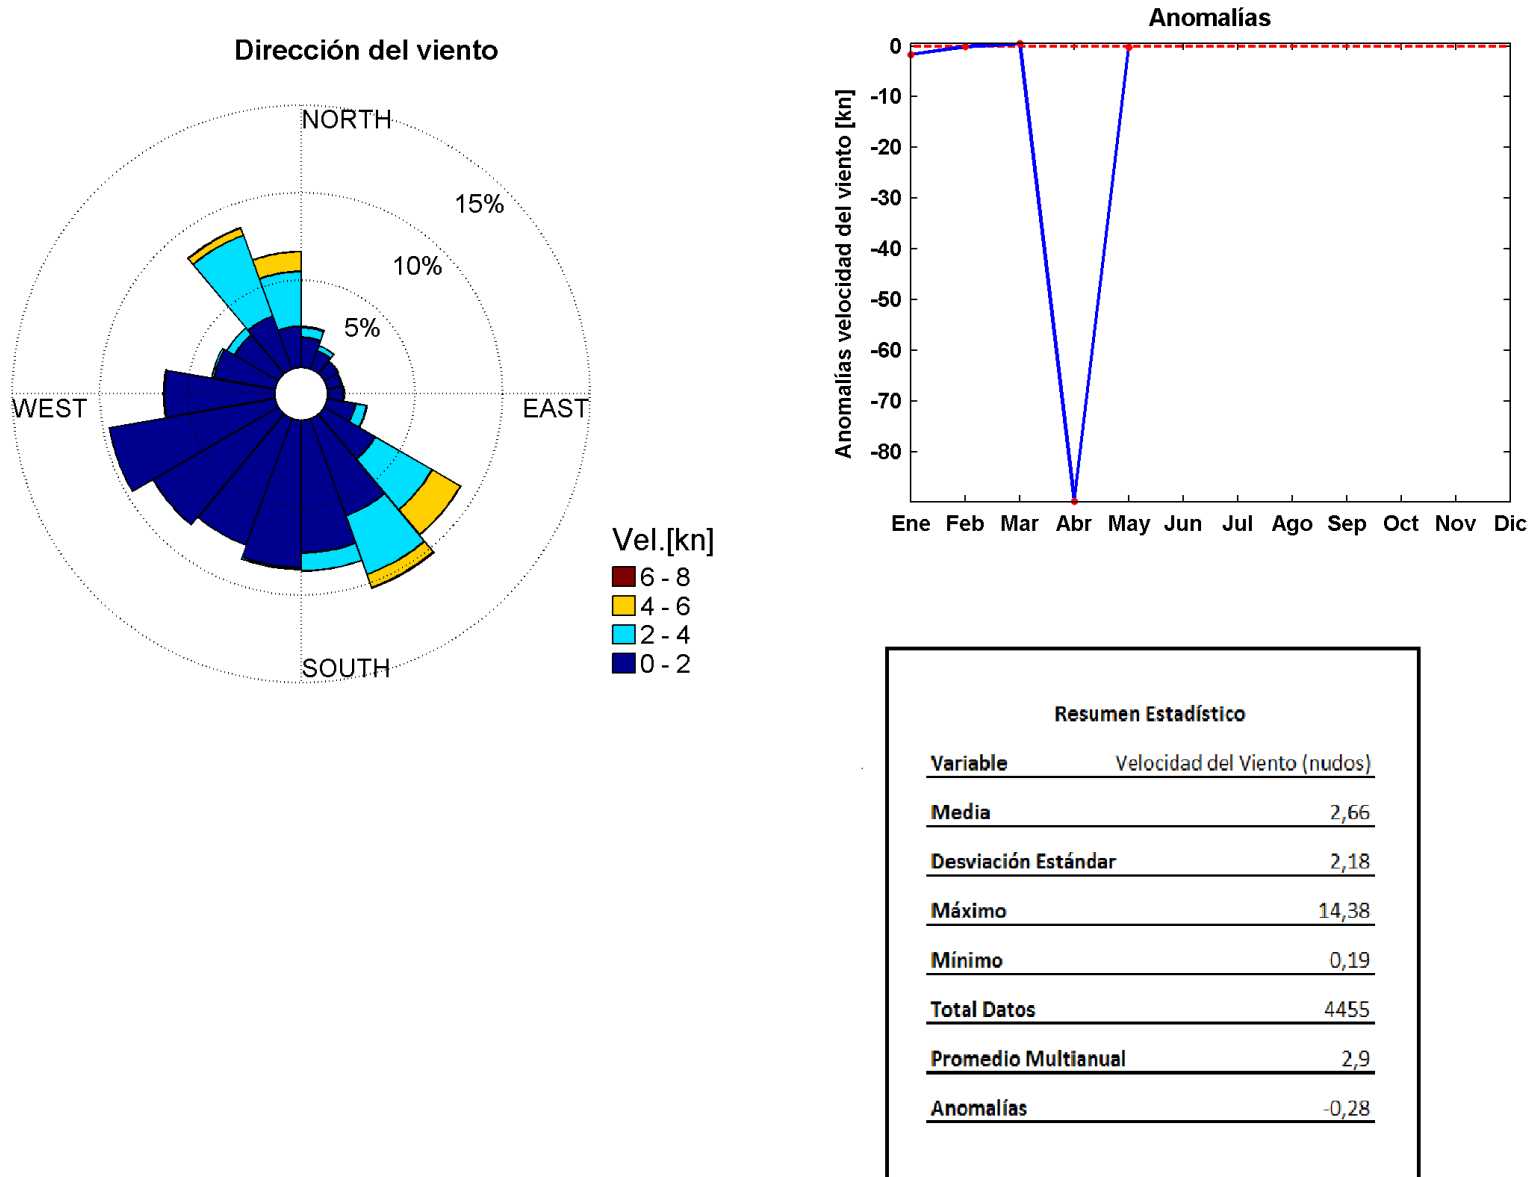 Dirección del viento
NORTH
15%
10%
5%
WEST
EAST
SOUTH
Vel.[kn]
6 - 8
4 - 6
2 - 4
0 - 2
Anomalías
Anomalías velocidad del viento [kn]
0
-10
-20
-30
-40
-50
-60
-70
-80
Ene Feb Mar Abr May Jun Jul Ago Sep Oct Nov Dic
Resumen Estadístico
Variable Velocidad del Viento (nudos)
Media 2,66
Desviación Estándar 2,18
Máximo 14,38
Mínimo 0,19
Total Datos 4455
Promedio Multianual 2,9
Anomalías -0,28